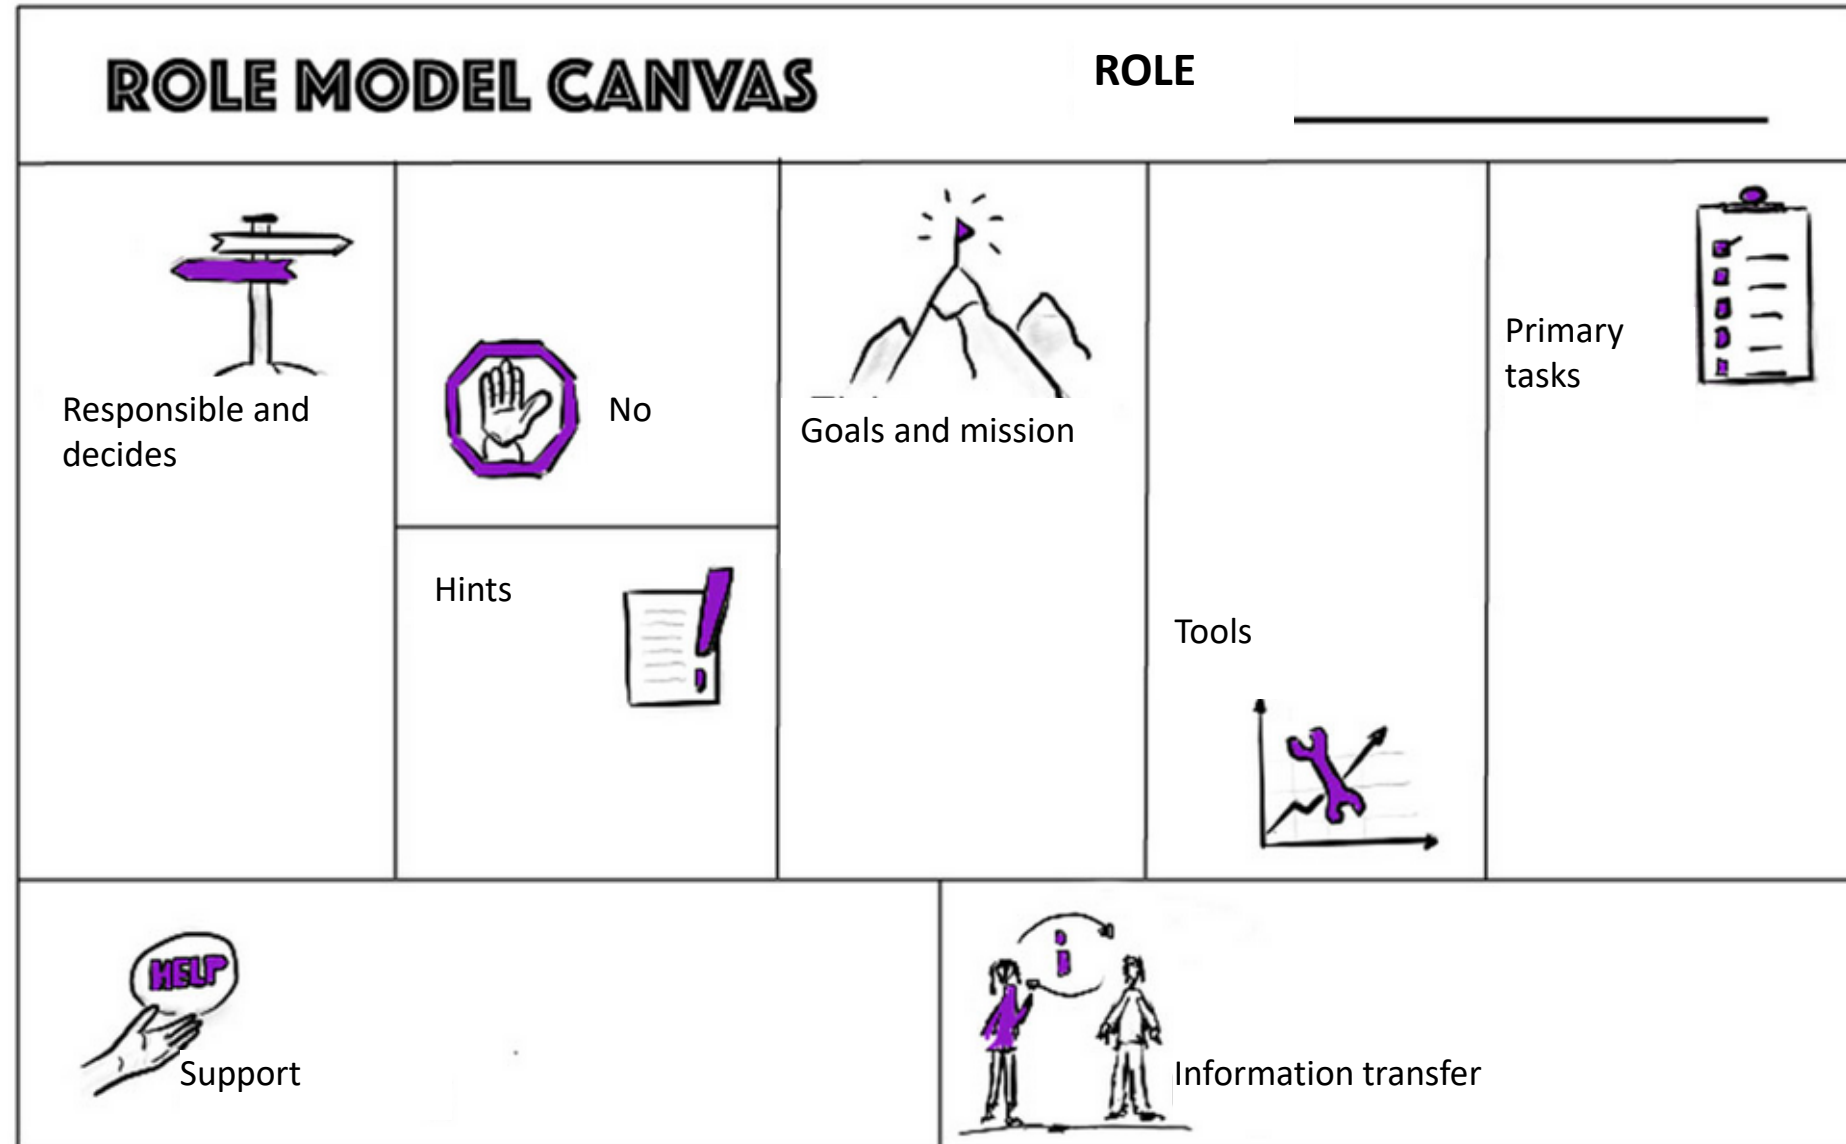 ROLE MODEL CANVAS
ROLE
Responsible and
decides
No
Hints
Goals and mission
Tools
Primary
tasks
HELP
Support
i
Information transfer